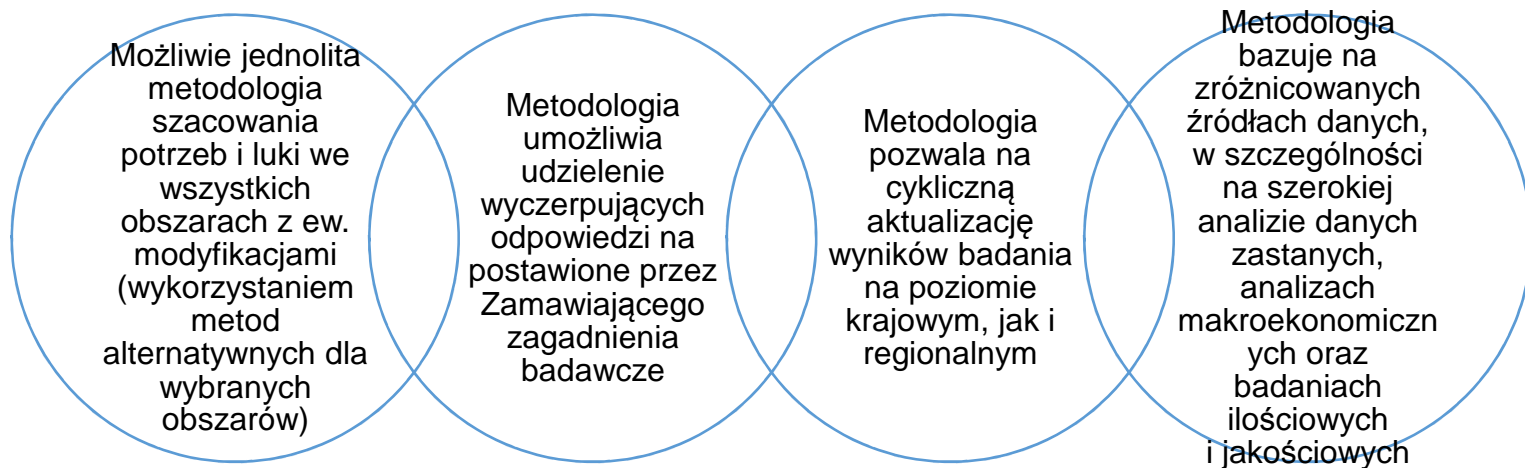 Możliwie jednolita
metodologia
szacowania
potrzeb i luki we
wszystkich
obszarach z ew.
modyfikacjami
(wykorzystaniem
metod
alternatywnych dla
wybranych
obszarów)
Metodologia
umożliwia
udzielenie
wyczerpujących
odpowiedzi na
postawione przez
Zamawiającego
zagadnienia
badawcze
Metodologia
pozwala na
cykliczną
aktualizację
wyników badania
na poziomie
krajowym, jak i
regionalnym
Metodologia
bazuje na
zróżnicowanych
źródłach danych,
w szczególności
na szerokiej
analizie danych
zastanych,
analizach
makroekonomiczn
ych oraz
badaniach
ilościowych
i jakościowych